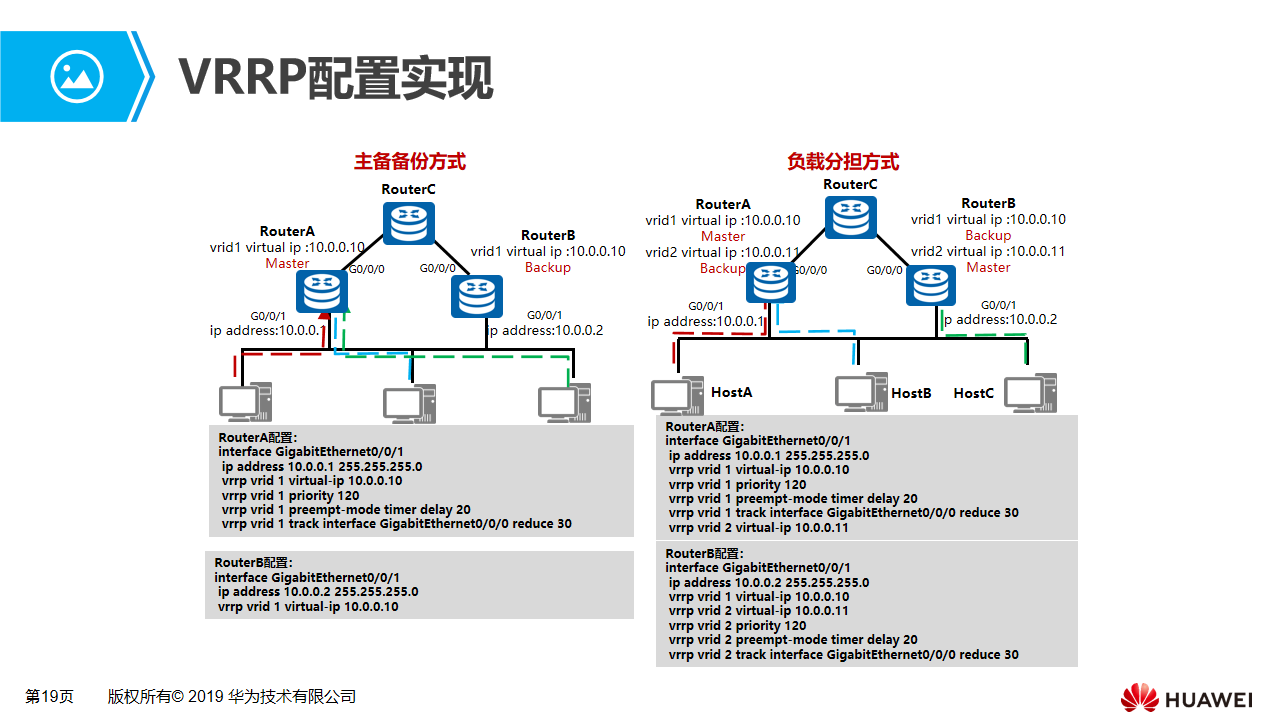 VRRP配置实现
主备备份方式
RouterC
RouterA
vrid1 virtual ip :10.0.0.10
Master
RouterB
vrid1 virtual ip :10.0.0.10
Backup
G0/0/0
G0/0/0
G0/0/1
ip address:10.0.0.1
G0/0/1
ip address:10.0.0.2
RouterA配置：
interface GigabitEthernet0/0/1
ip address 10.0.0.1 255.255.255.0
vrrp vrid 1 virtual-ip 10.0.0.10
vrrp vrid 1 priority 120
vrrp vrid 1 preempt-mode timer delay 20
vrrp vrid 1 track interface GigabitEthernet0/0/0 reduce 30
RouterB配置：
interface GigabitEthernet0/0/1
ip address 10.0.0.2 255.255.255.0
vrrp vrid 1 virtual-ip 10.0.0.10
负载分担方式
RouterC
RouterA
vrid1 virtual ip :10.0.0.10
Master
vrid2 virtual ip :10.0.0.11
Backup
RouterB
vrid1 virtual ip :10.0.0.10
Backup
vrid2 virtual ip :10.0.0.11
Master
G0/0/0
G0/0/0
G0/0/1
ip address:10.0.0.1
G0/0/1
ip address:10.0.0.2
HostA
HostB
HostC
RouterA配置：
interface GigabitEthernet0/0/1
ip address 10.0.0.1 255.255.255.0
vrrp vrid 1 virtual-ip 10.0.0.10
vrrp vrid 1 priority 120
vrrp vrid 1 preempt-mode timer delay 20
vrrp vrid 1 track interface GigabitEthernet0/0/0 reduce 30
vrrp vrid 2 virtual-ip 10.0.0.11
RouterB配置：
interface GigabitEthernet0/0/1
ip address 10.0.0.2 255.255.255.0
vrrp vrid 1 virtual-ip 10.0.0.10
vrrp vrid 2 virtual-ip 10.0.0.11
vrrp vrid 2 priority 120
vrrp vrid 2 preempt-mode timer delay 20
vrrp vrid 2 track interface GigabitEthernet0/0/0 reduce 30
第19页
版权所有© 2019 华为技术有限公司
HUAWEI